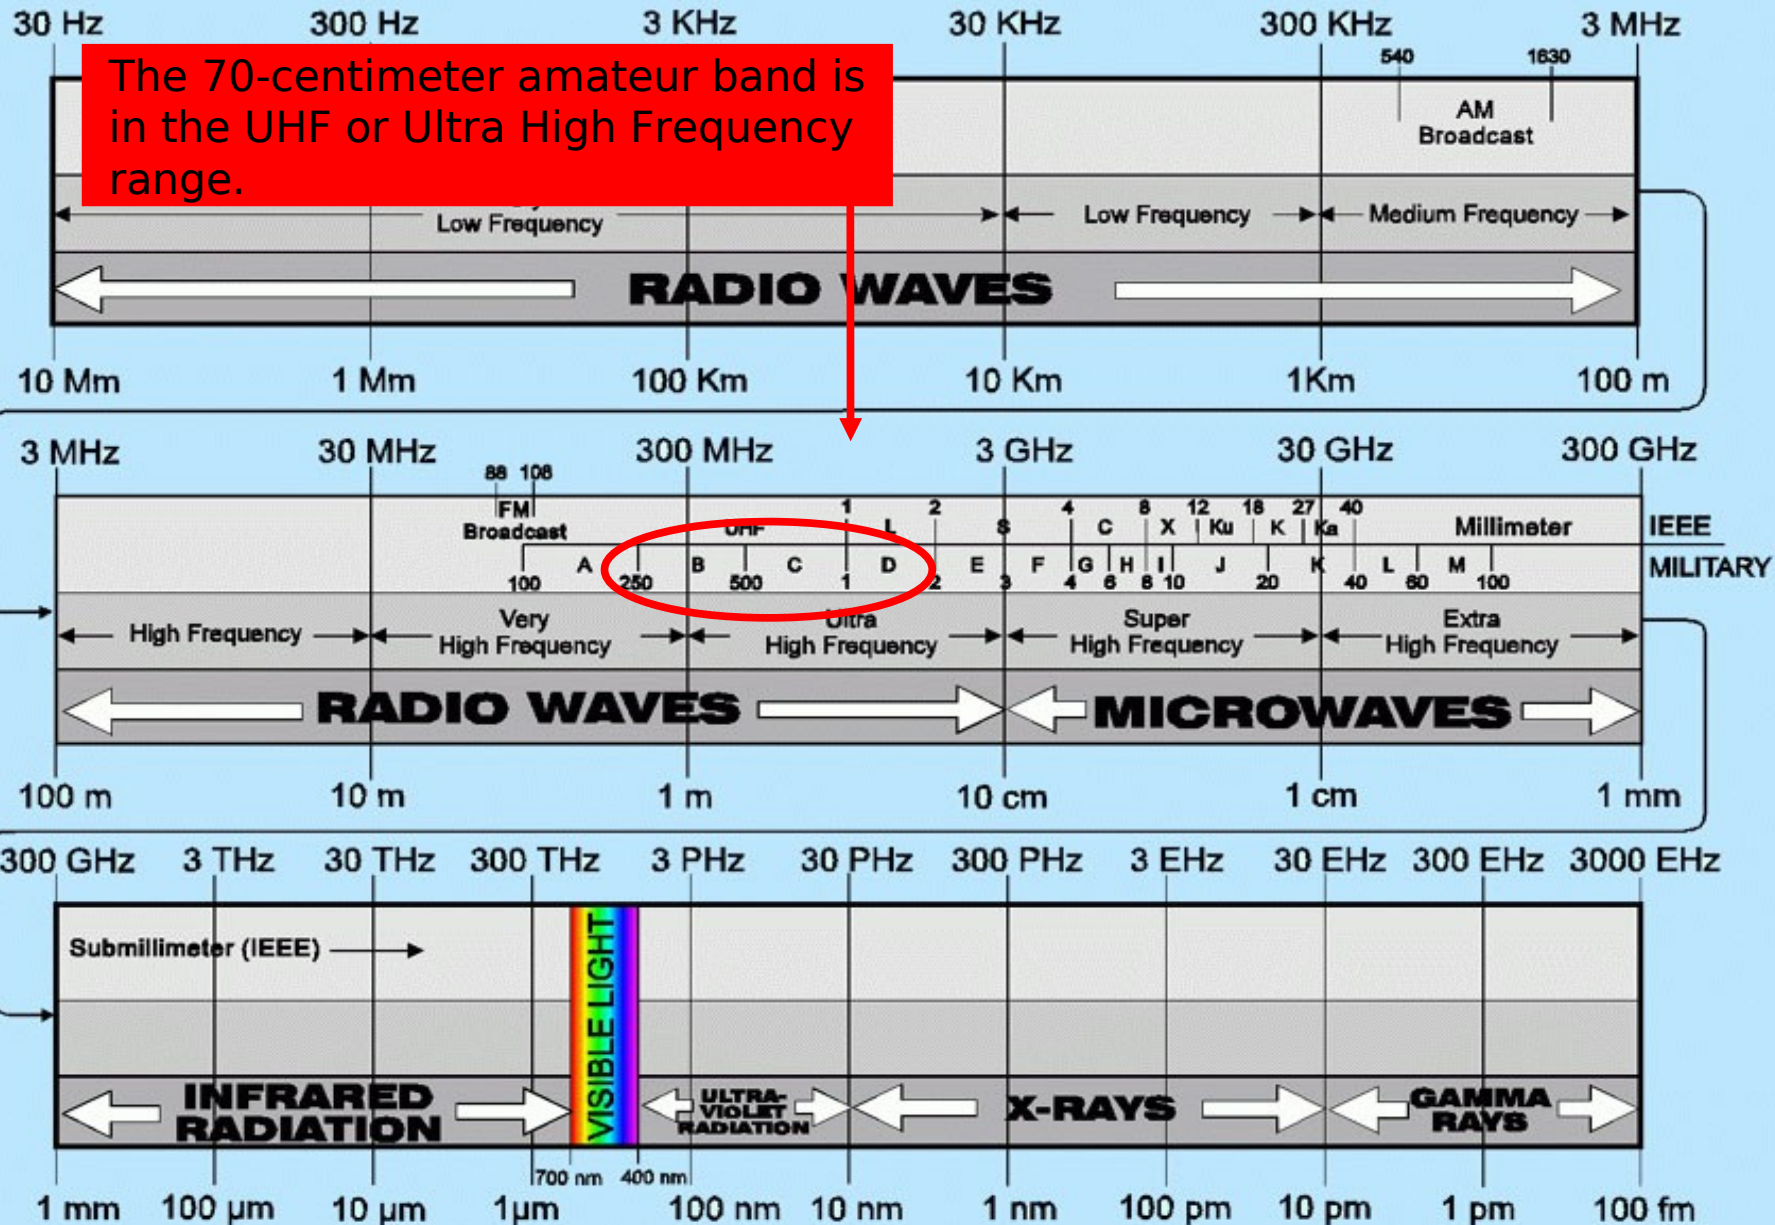 30 Hz 300 Hz 3 KHz 30 KHz 300 KHz 3 MHz
540 1630
The 70-centimeter amateur band is
in the UHF or Ultra High Frequency
range.
AM
Broadcast
Low Frequency Low Frequency Medium Frequency
RADIO WAVES
10 Mm 1 Mm 100 Km 10 Km 1Km 100 m
3 MHz 30 MHz 300 MHz 3 GHz 30 GHz 300 GHz
88 108
FM
Broadcast
1 2 4 8 12 18 27 40
UHF L S C X Ku K Ka Millimeter IEEE
A B C D E F G H I J K L M MILITARY
100 250 500 1 2 3 4 6 8 10 20 40 60 100
High Frequency
Very
High Frequency
Ultra
High Frequency
Super
High Frequency
Extra
High Frequency
RADIO WAVES MICROWAVES
100 m 10 m 1 m 10 cm 1 cm 1 mm
300 GHz 3 THz 30 THz 300 THz 3 PHz 30 PHz 300 PHz 3 EHz 30 EHz 300 EHz 3000 EHz
Submillimeter (IEEE)
VISIBLE LIGHT
INFRARED
RADIATION
ULTRA-
VIOLET
RADIATION
X-RAYS
GAMMA
RAYS
700 nm 400 nm
1 mm 100 µm 10 µm 1µm 100 nm 10 nm 1 nm 100 pm 10 pm 1 pm 100 fm